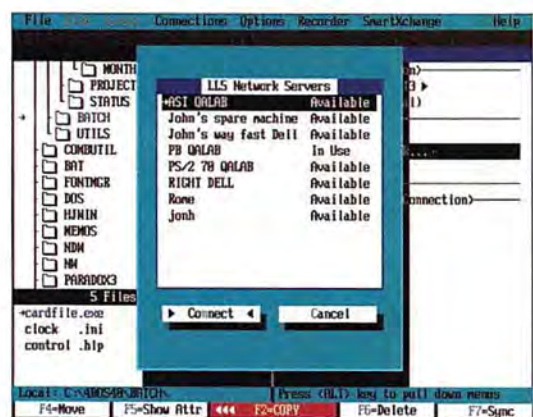 File Connections Options Recorder SmartXchange Help
MONTH
PROJECT
STATUS
BATCH
UTILS
COMBUTIL
BAT
FONTMGR
DOS
HJWIN
MEMOS
NDW
NW
PARADOX3
5 Files
cardfile.exe
clock .ini
control .hlp
LLS Network Servers
ASI QALAB Available
John's spare machine Available
John's way fast Dell Available
PB QALAB In Use
PS/2 70 QALAB Available
RIGHT DELL Available
Rome Available
jonh Available
Connect Cancel
onnection)
Press (ALT) key to pull down menus
F4=Move F5=Show Attr F2=COPY F6=Delete F7=Sync